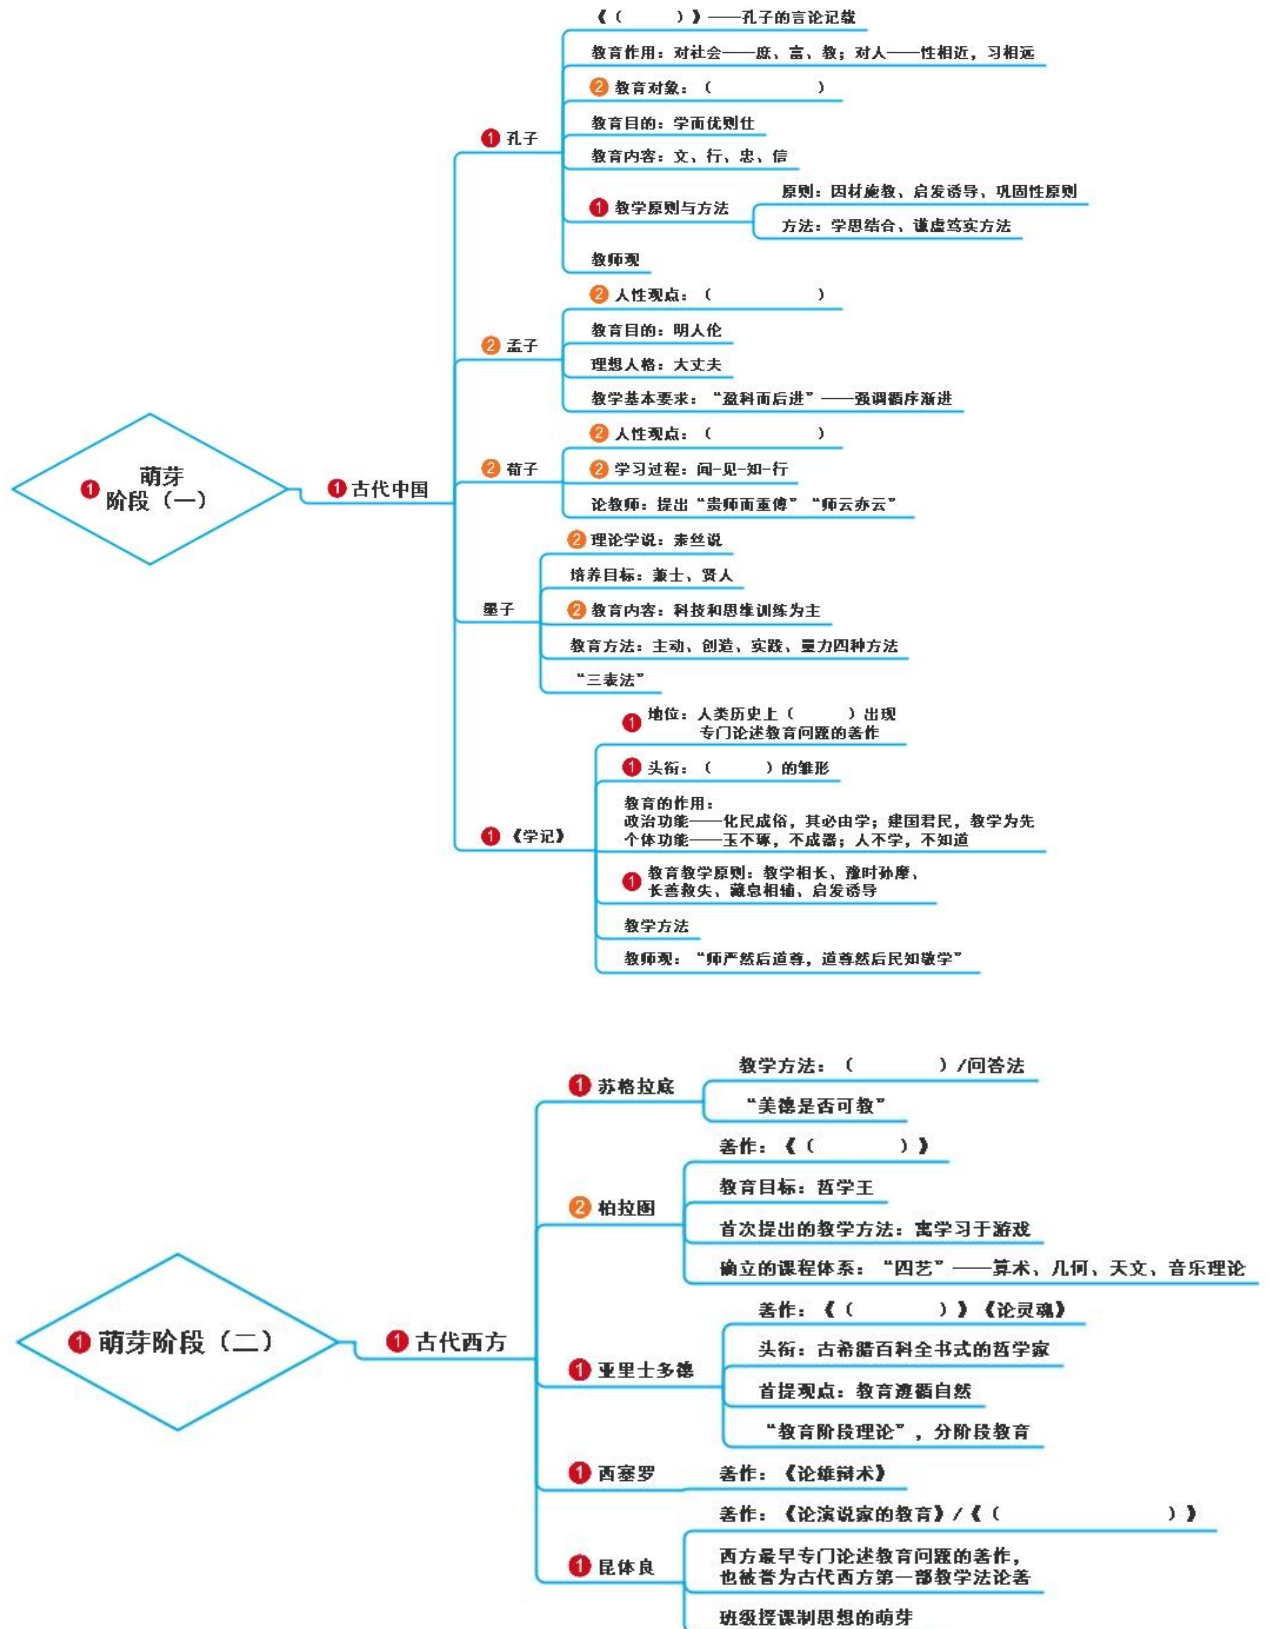 《（　　　）》——孔子的言论记载
教育作用：对社会——庶、富、教；对人——性相近，习相远
2 教育对象：（　　　　　　）
教育目的：学而优则仕
1 孔子
教育内容：文、行、忠、信
原则：因材施教、启发诱导、巩固性原则
1 教学原则与方法
方法：学思结合、谦虚笃实方法
教师观
2 人性观点：（　　　　　　）
教育目的：明人伦
2 孟子
理想人格：大丈夫
教学基本要求：“盈科而后进”——强调循序渐进
2 人性观点：（　　　　　　）
2 荀子
2 学习过程：闻-见-知-行
论教师：提出“贵师而重傅”“师云亦云”
1 萌芽
阶段（一）
1 古代中国
2 理论学说：素丝说
培养目标：兼士、贤人
墨子
2 教育内容：科技和思维训练为主
教育方法：主动、创造、实践、量力四种方法
“三表法”
1 地位：人类历史上（　　　）出现
专门论述教育问题的著作
1 头衔：（　　　）的雏形
教育的作用：
政治功能——化民成俗，其必由学；建国君民，教学为先
1 《学记》
个体功能——玉不琢，不成器；人不学，不知道
1 教育教学原则：教学相长、豫时孙摩、
长善救失、藏息相辅、启发诱导
教学方法
教师观：“师严然后道尊，道尊然后民知敬学”
教学方法：（　　　　）/问答法
1 苏格拉底
“美德是否可教”
著作：《（　　　　）》
教育目标：哲学王
2 柏拉图
首次提出的教学方法：寓学习于游戏
确立的课程体系：“四艺”——算术、几何、天文、音乐理论
1 萌芽阶段（二）
1 古代西方
著作：《（　　　　）》《论灵魂》
头衔：古希腊百科全书式的哲学家
1 亚里士多德
首提观点：教育遵循自然
“教育阶段理论”，分阶段教育
1 西塞罗
著作：《论雄辩术》
著作：《论演说家的教育》/《（　　　　　　　　）》
1 昆体良
西方最早专门论述教育问题的著作，
也被誉为古代西方第一部教学法论著
班级授课制思想的萌芽